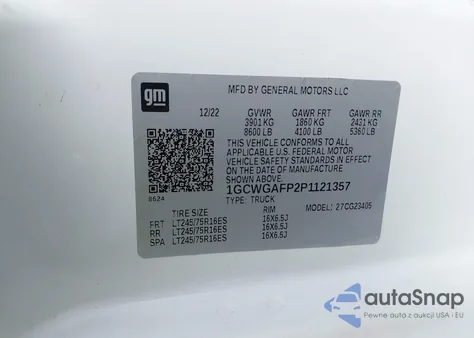 gm
MFD BY GENERAL MOTORS LLC
12/22 GVWR GAWR FRT GAWR RR
3901 KG 1860 KG 2431 KG
8600 LB 4100 LB 5360 LB
THIS VEHICLE CONFORMS TO ALL
APPLICABLE U.S. FEDERAL MOTOR
VEHICLE SAFETY STANDARDS
IN EFFECT ON THE
DATE OF MANUFACTURE
SHOWN ABOVE.
8624
1GCWGAFP2P1121357
TYPE: TRUCK MODEL: 27CG23405
TIRE SIZE RIM
FRT LT245/75R16ES 16X6.5J
RR LT245/75R16ES 16X6.5J
SPA LT245/75R16ES 16X6.5J
autaSnap
Pewne auta z aukcji USA i EU